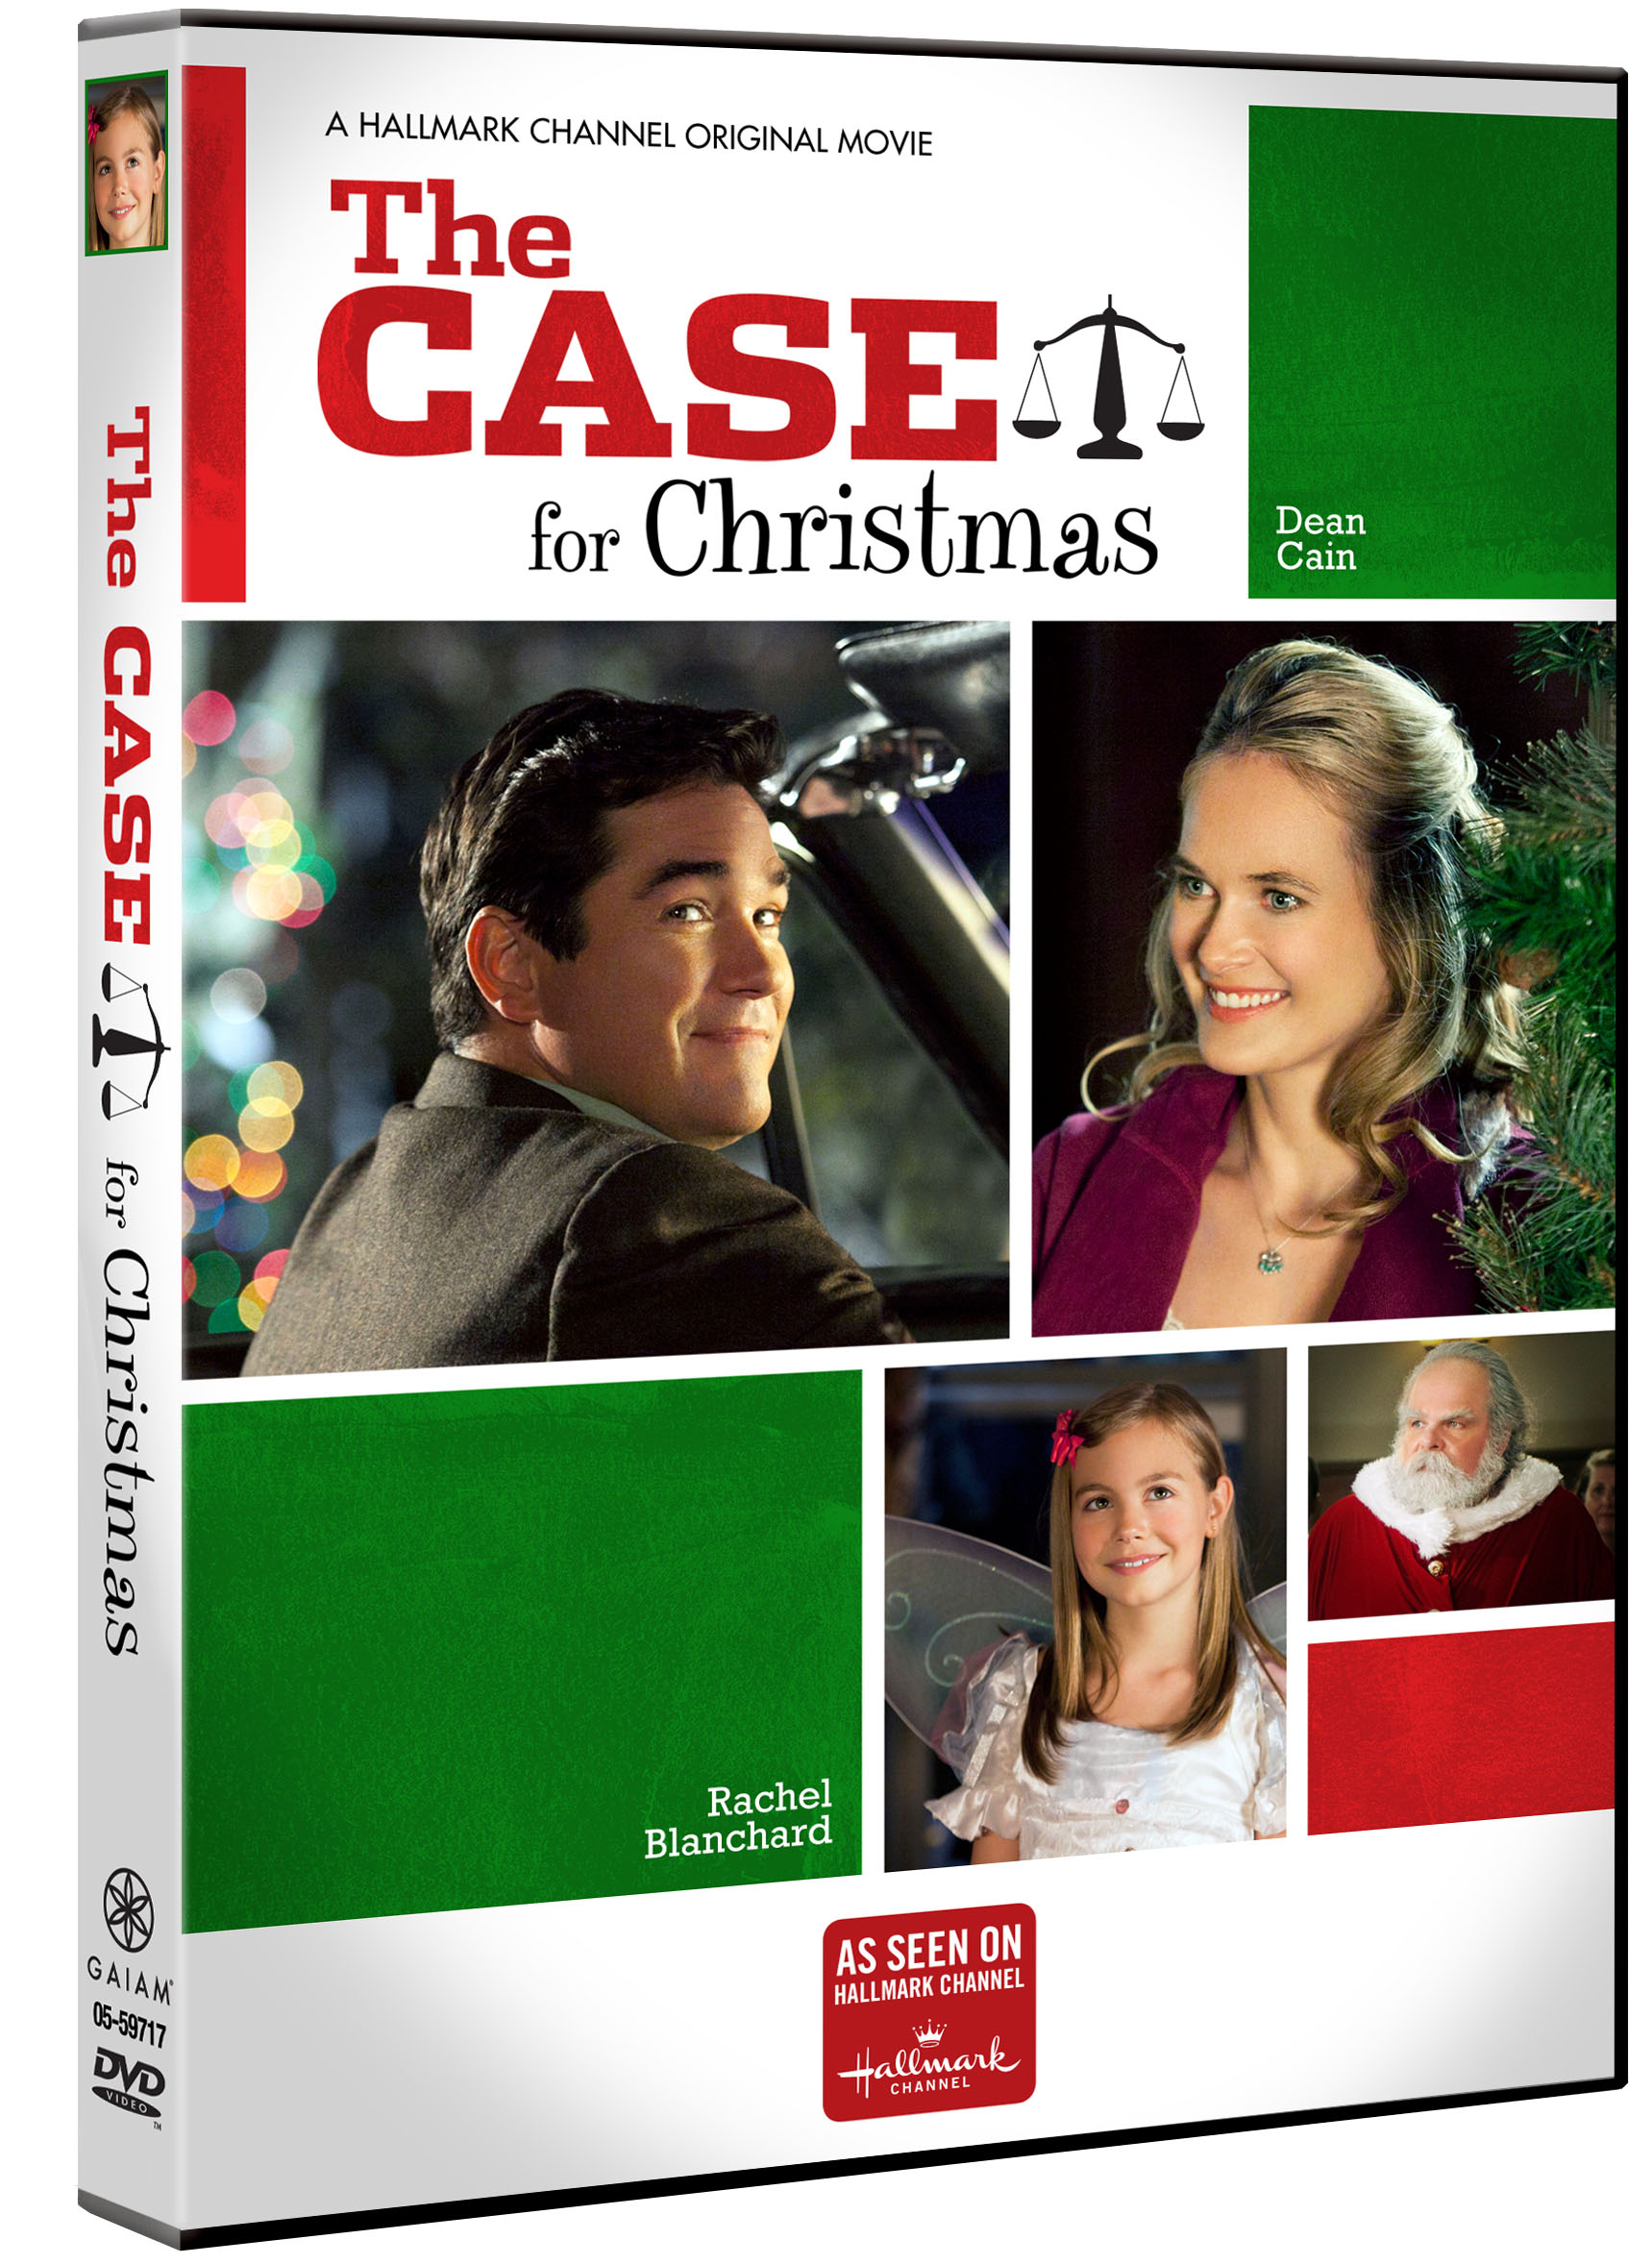 A HALLMARK CHANNEL ORIGINAL MOVIE
The
CASE
for Christmas
Dean
Cain
Rachel
Blanchard
AS SEEN ON
HALLMARK CHANNEL
Hallmark
CHANNEL
The CASE for Christmas
GAIAM®
05-59717
DVD
VIDEO
TM